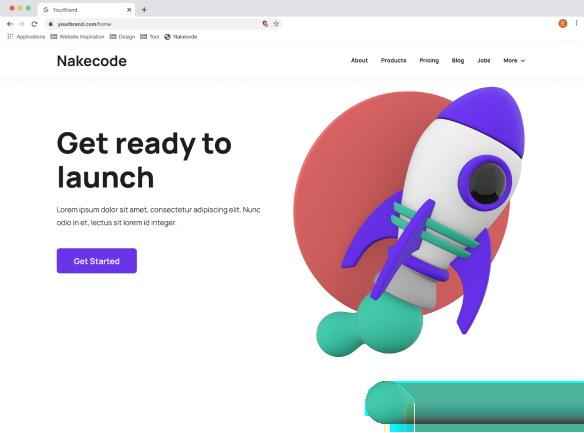 YourBrand
yourbrand.com/home
Applications Website Inspiration Design Tool Nakecode
Nakecode
About Products Pricing Blog Jobs More
Get ready to
launch
Lorem ipsum dolor sit amet, consectetur adipiscing elit. Nunc
odio in et, lectus sit lorem id integer.
Get Started
E